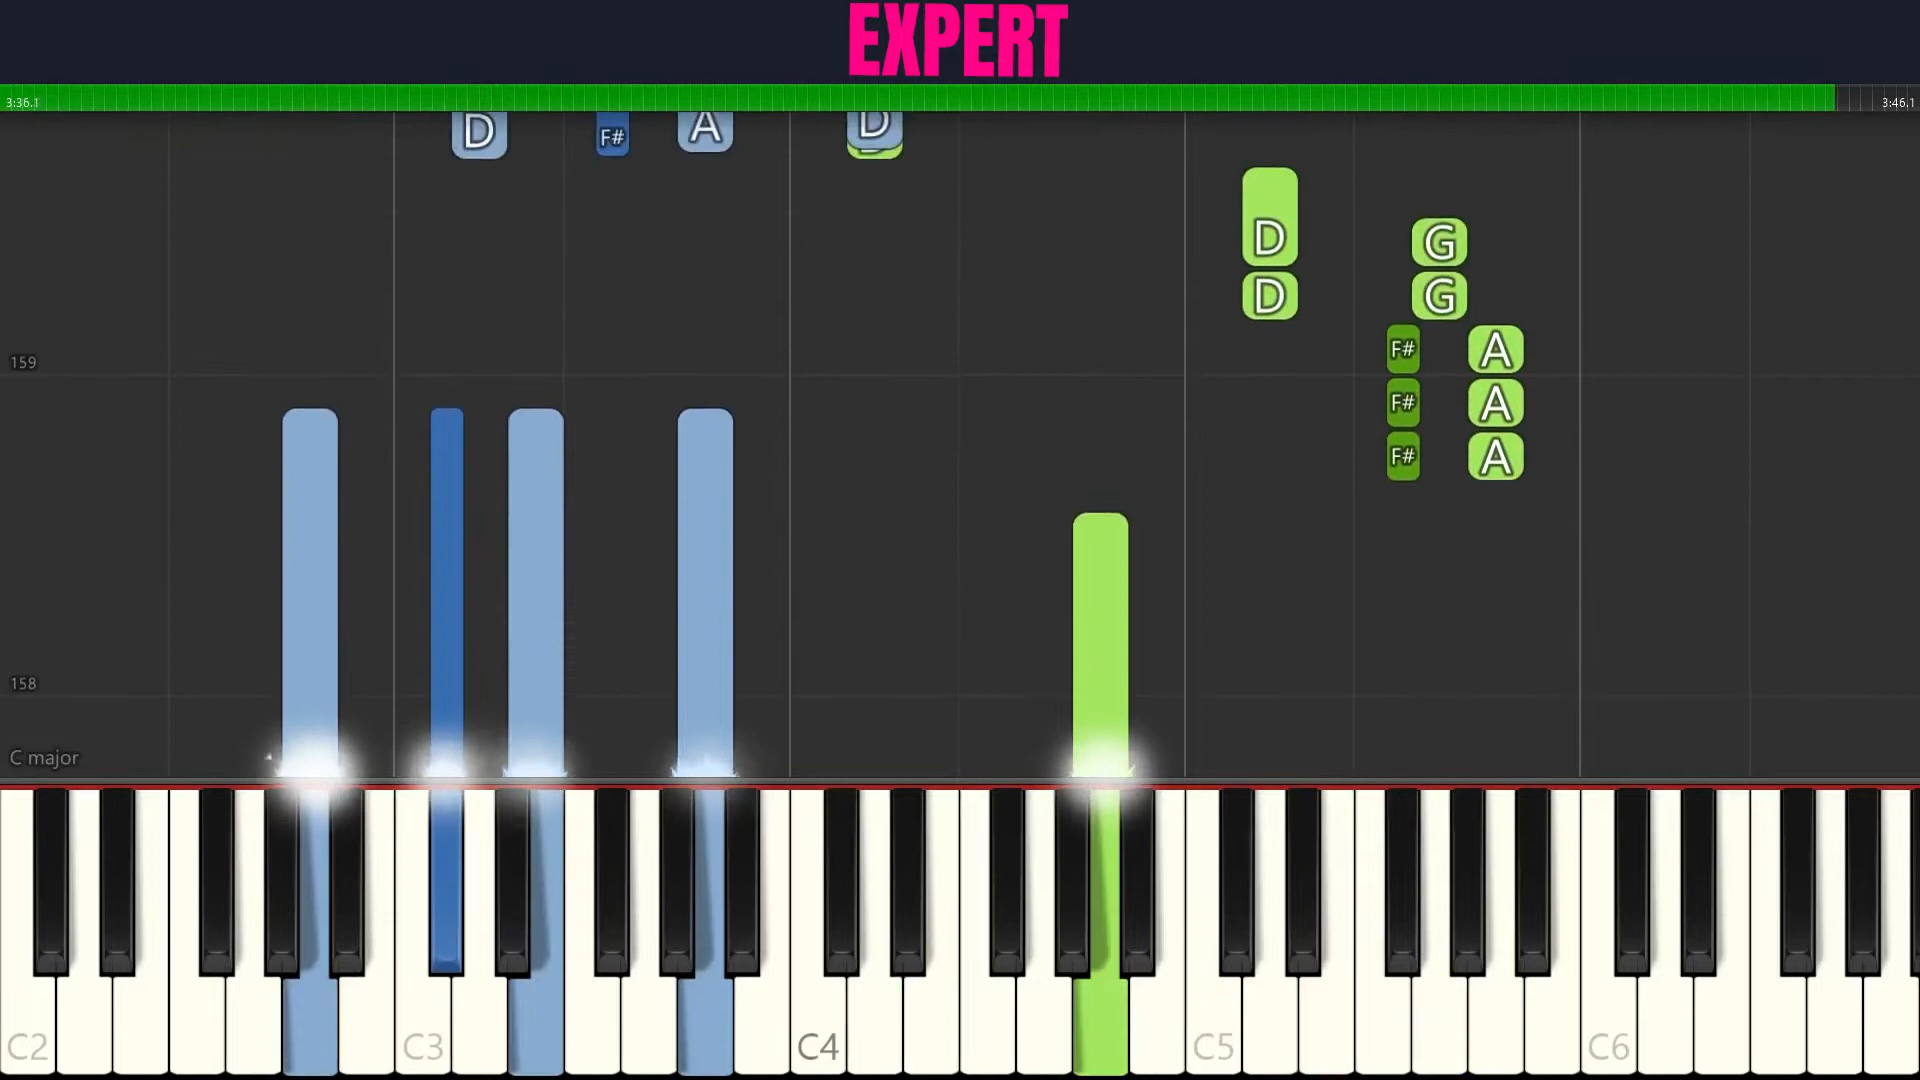 EXPERT
3:36.1 3:46.1
D F# A D
D G
D G
F# A
159
F# A
F# A
158
C major
C2 C3 C4 C5 C6